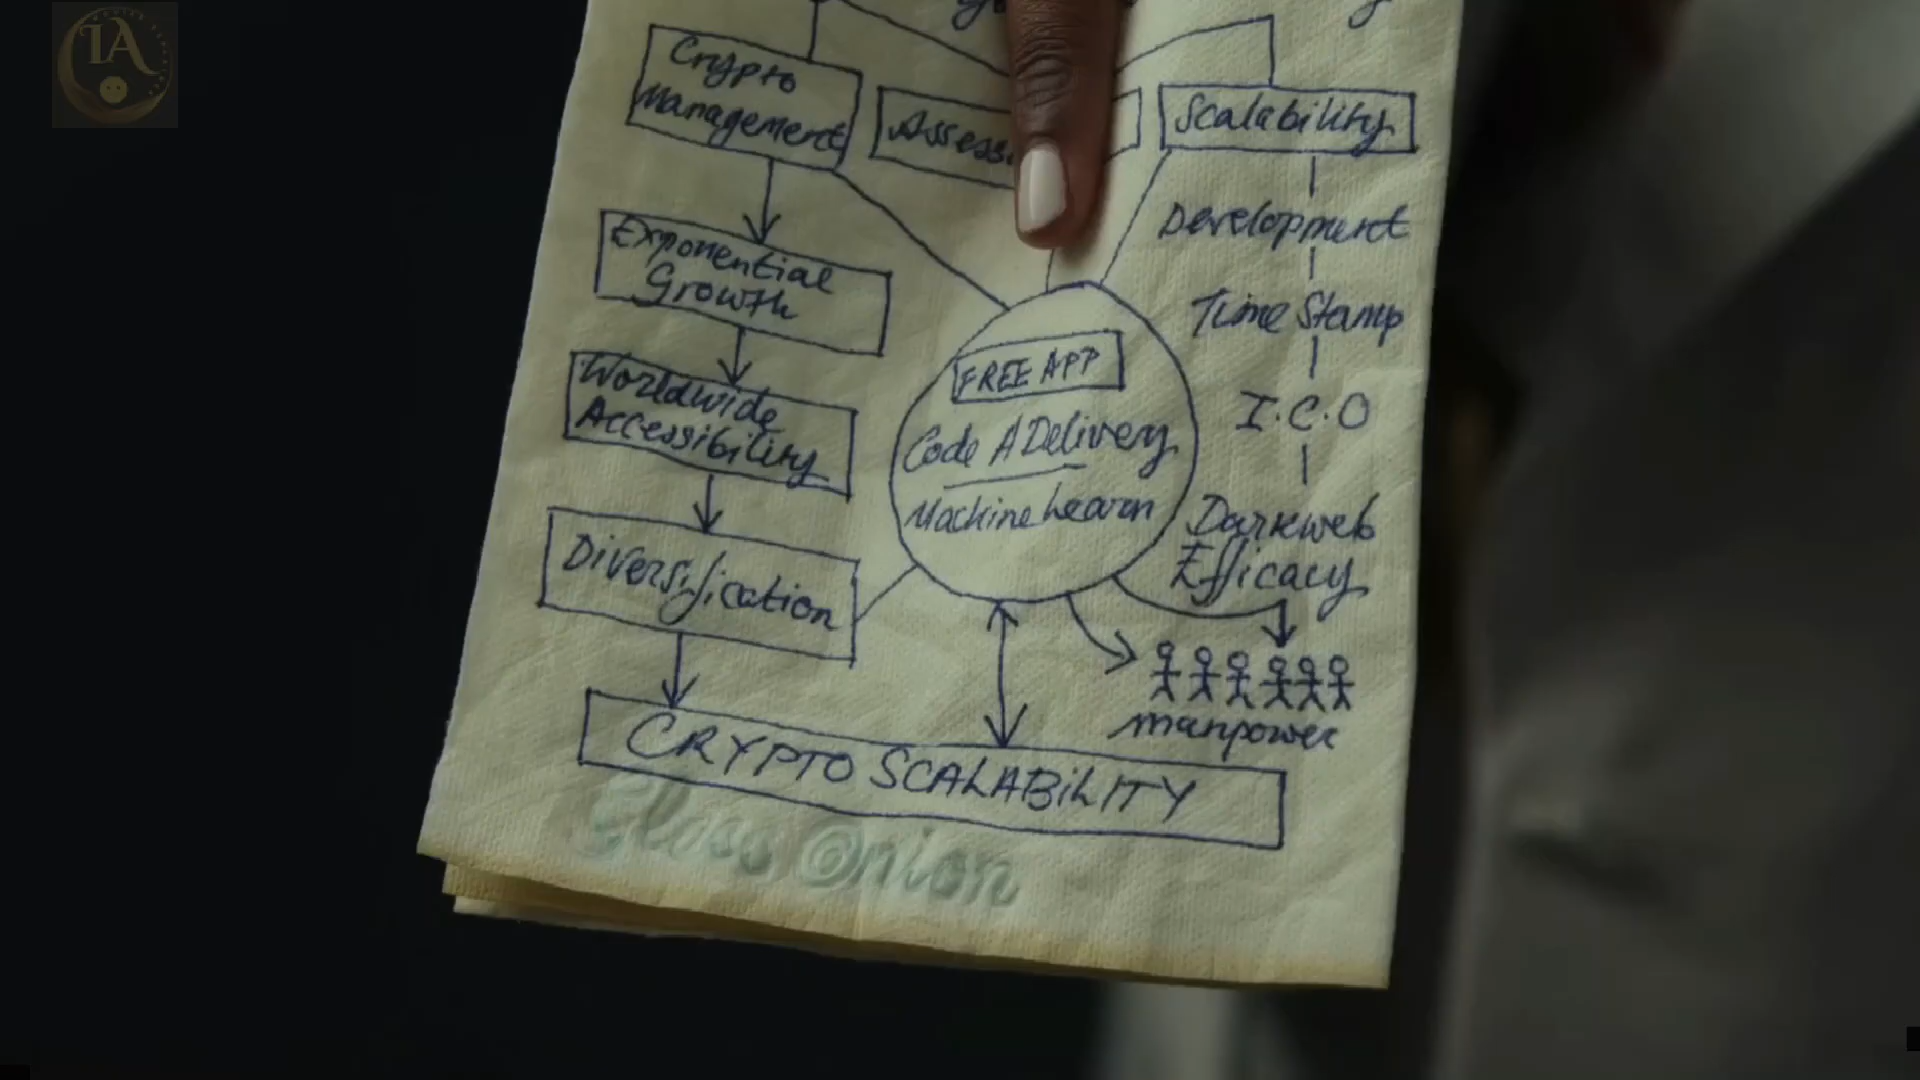 Crypto
Management
Scalability
Development
Time Stamp
I.C.O
Darkweb
Efficacy
Exponential
Growth
Worldwide
Accessibility
Diversification
FREE APP
Code A Delivery
Machine Learn
manpower
CRYPTO SCALABILITY
Glass Onion
IA